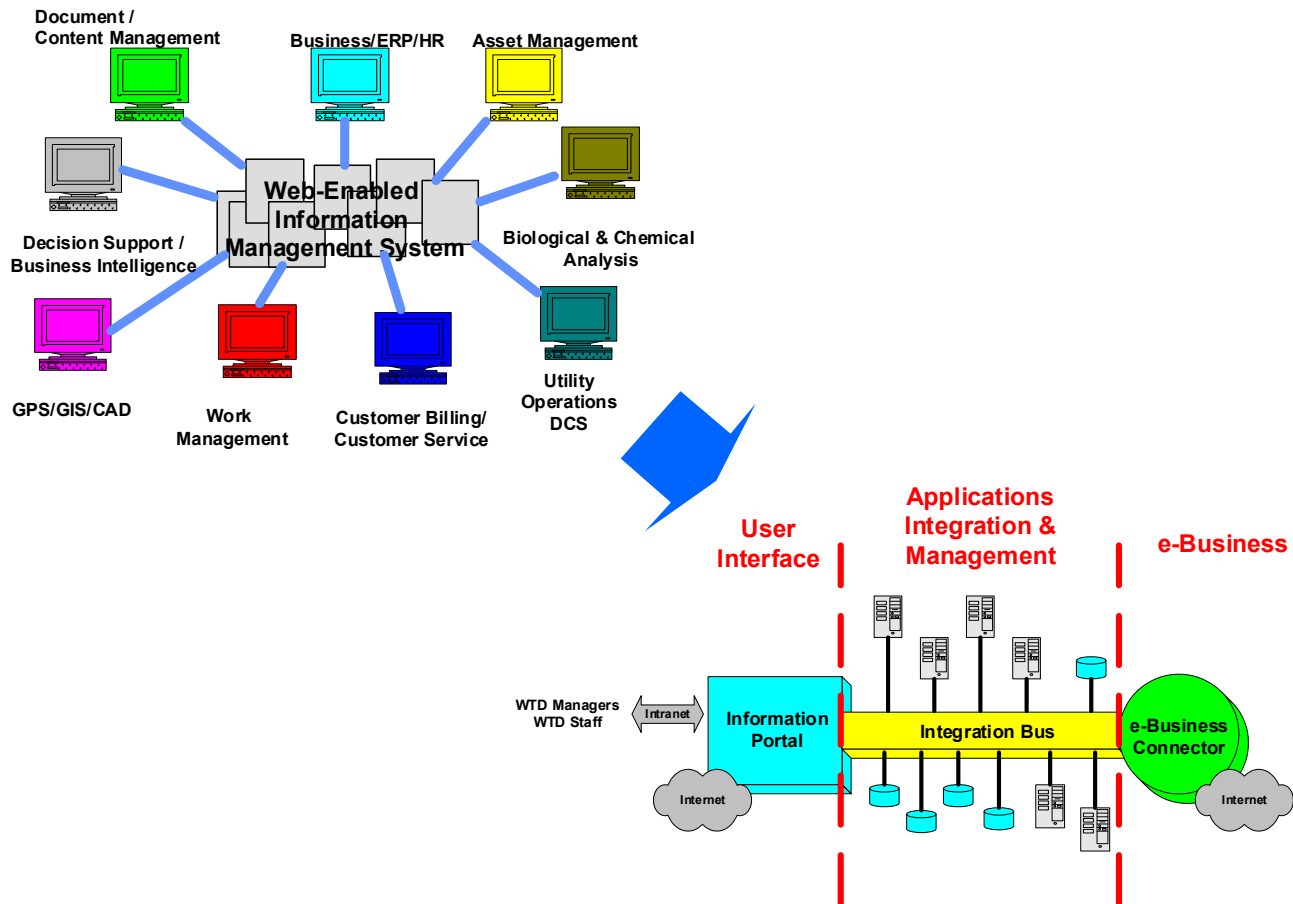 Document /
Content Management
Business/ERP/HR
Asset Management
Web-Enabled
Information
Management System
Decision Support /
Business Intelligence
Biological & Chemical
Analysis
GPS/GIS/CAD
Work
Management
Customer Billing/
Customer Service
Utility
Operations
DCS
User
Interface
Applications
Integration &
Management
e-Business
WTD Managers
WTD Staff
Intranet
Information
Portal
Integration Bus
e-Business
Connector
Internet
Internet